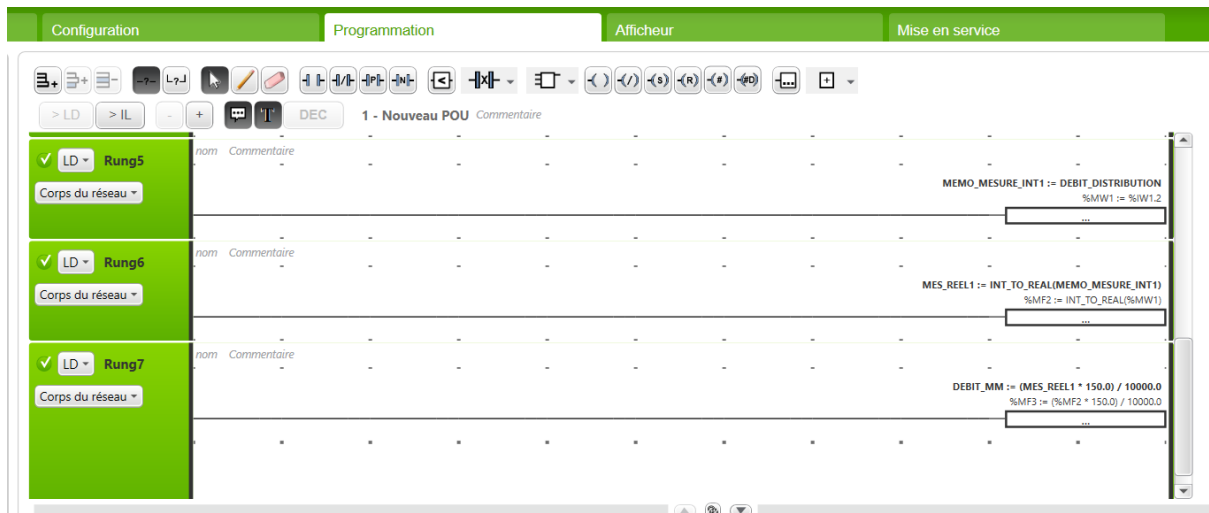 Configuration Programmation Afficheur Mise en service
> LD > IL - + T DEC 1 - Nouveau POU Commentaire
LD Rung5 nom Commentaire
Corps du réseau
MEMO_MESURE_INT1 := DEBIT_DISTRIBUTION
%MW1 := %IW1.2
...
LD Rung6 nom Commentaire
Corps du réseau
MES_REEL1 := INT_TO_REAL(MEMO_MESURE_INT1)
%MF2 := INT_TO_REAL(%MW1)
...
LD Rung7 nom Commentaire
Corps du réseau
DEBIT_MM := (MES_REEL1 * 150.0) / 10000.0
%MF3 := (%MF2 * 150.0) / 10000.0
...